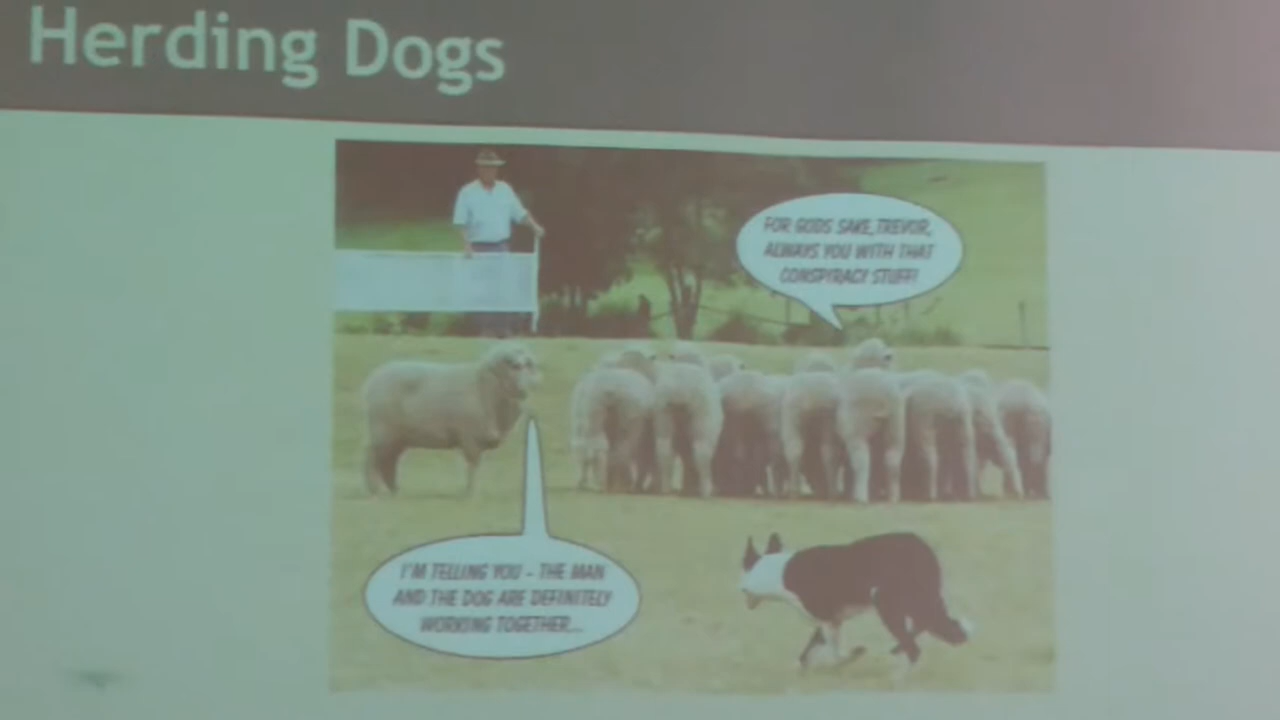 Herding Dogs
FOR GODS SAKE,TREVOR,
ALWAYS YOU WITH THAT
CONSPIRACY STUFF!
I'M TELLING YOU - THE MAN
AND THE DOG ARE DEFINITELY
WORKING TOGETHER...